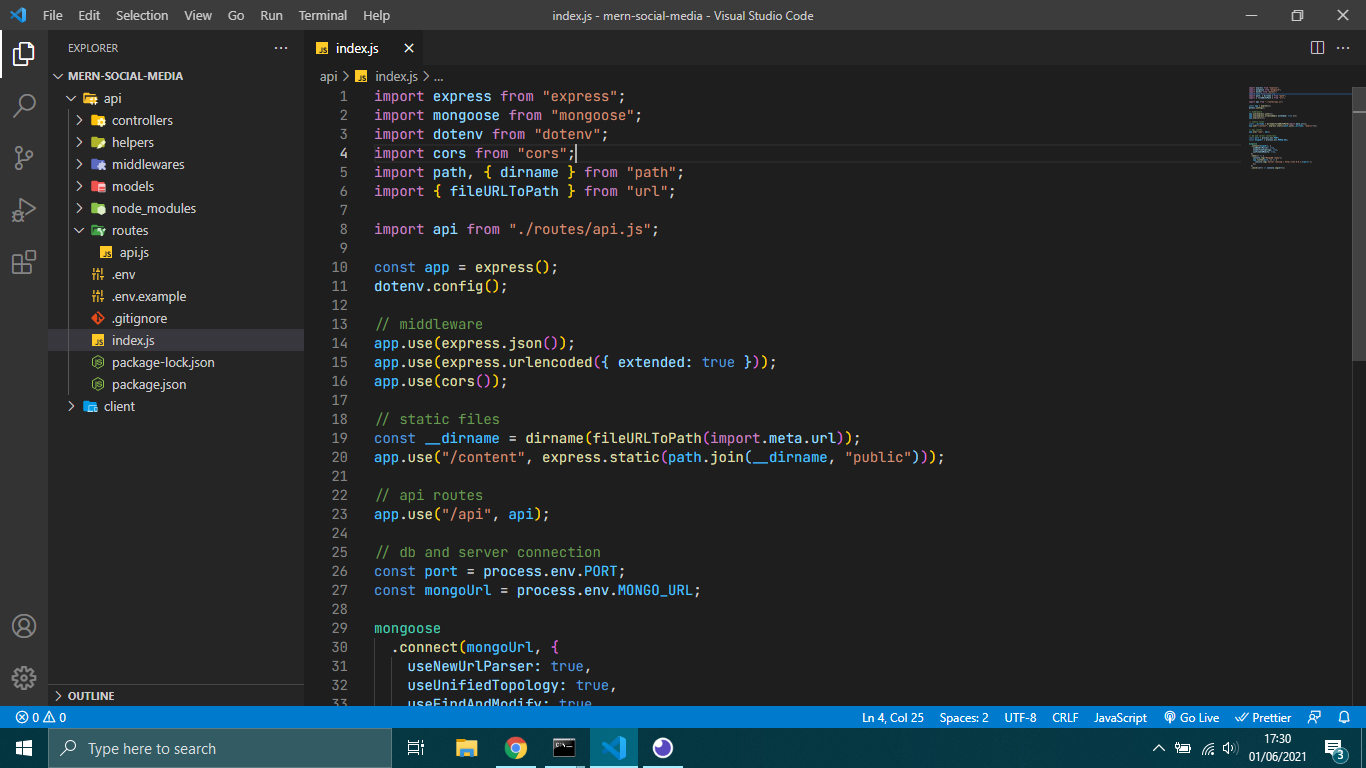 File Edit Selection View Go Run Terminal Help
index.js - mern-social-media - Visual Studio Code
EXPLORER
MERN-SOCIAL-MEDIA
api
controllers
helpers
middlewares
models
node_modules
routes
api.js
.env
.env.example
.gitignore
index.js
package-lock.json
package.json
client
OUTLINE
index.js
api > index.js > ...
1 import express from "express";
2 import mongoose from "mongoose";
3 import dotenv from "dotenv";
4 import cors from "cors";
5 import path, { dirname } from "path";
6 import { fileURLToPath } from "url";
7
8 import api from "./routes/api.js";
9
10 const app = express();
11 dotenv.config();
12
13 // middleware
14 app.use(express.json());
15 app.use(express.urlencoded({ extended: true }));
16 app.use(cors());
17
18 // static files
19 const __dirname = dirname(fileURLToPath(import.meta.url));
20 app.use("/content", express.static(path.join(__dirname, "public")));
21
22 // api routes
23 app.use("/api", api);
24
25 // db and server connection
26 const port = process.env.PORT;
27 const mongoUrl = process.env.MONGO_URL;
28
29 mongoose
30 .connect(mongoUrl, {
31 useNewUrlParser: true,
32 useUnifiedTopology: true,
33 useFindAndModify: true
0 0 Ln 4, Col 25 Spaces: 2 UTF-8 CRLF JavaScript Go Live Prettier
Type here to search
17:30
01/06/2021
3